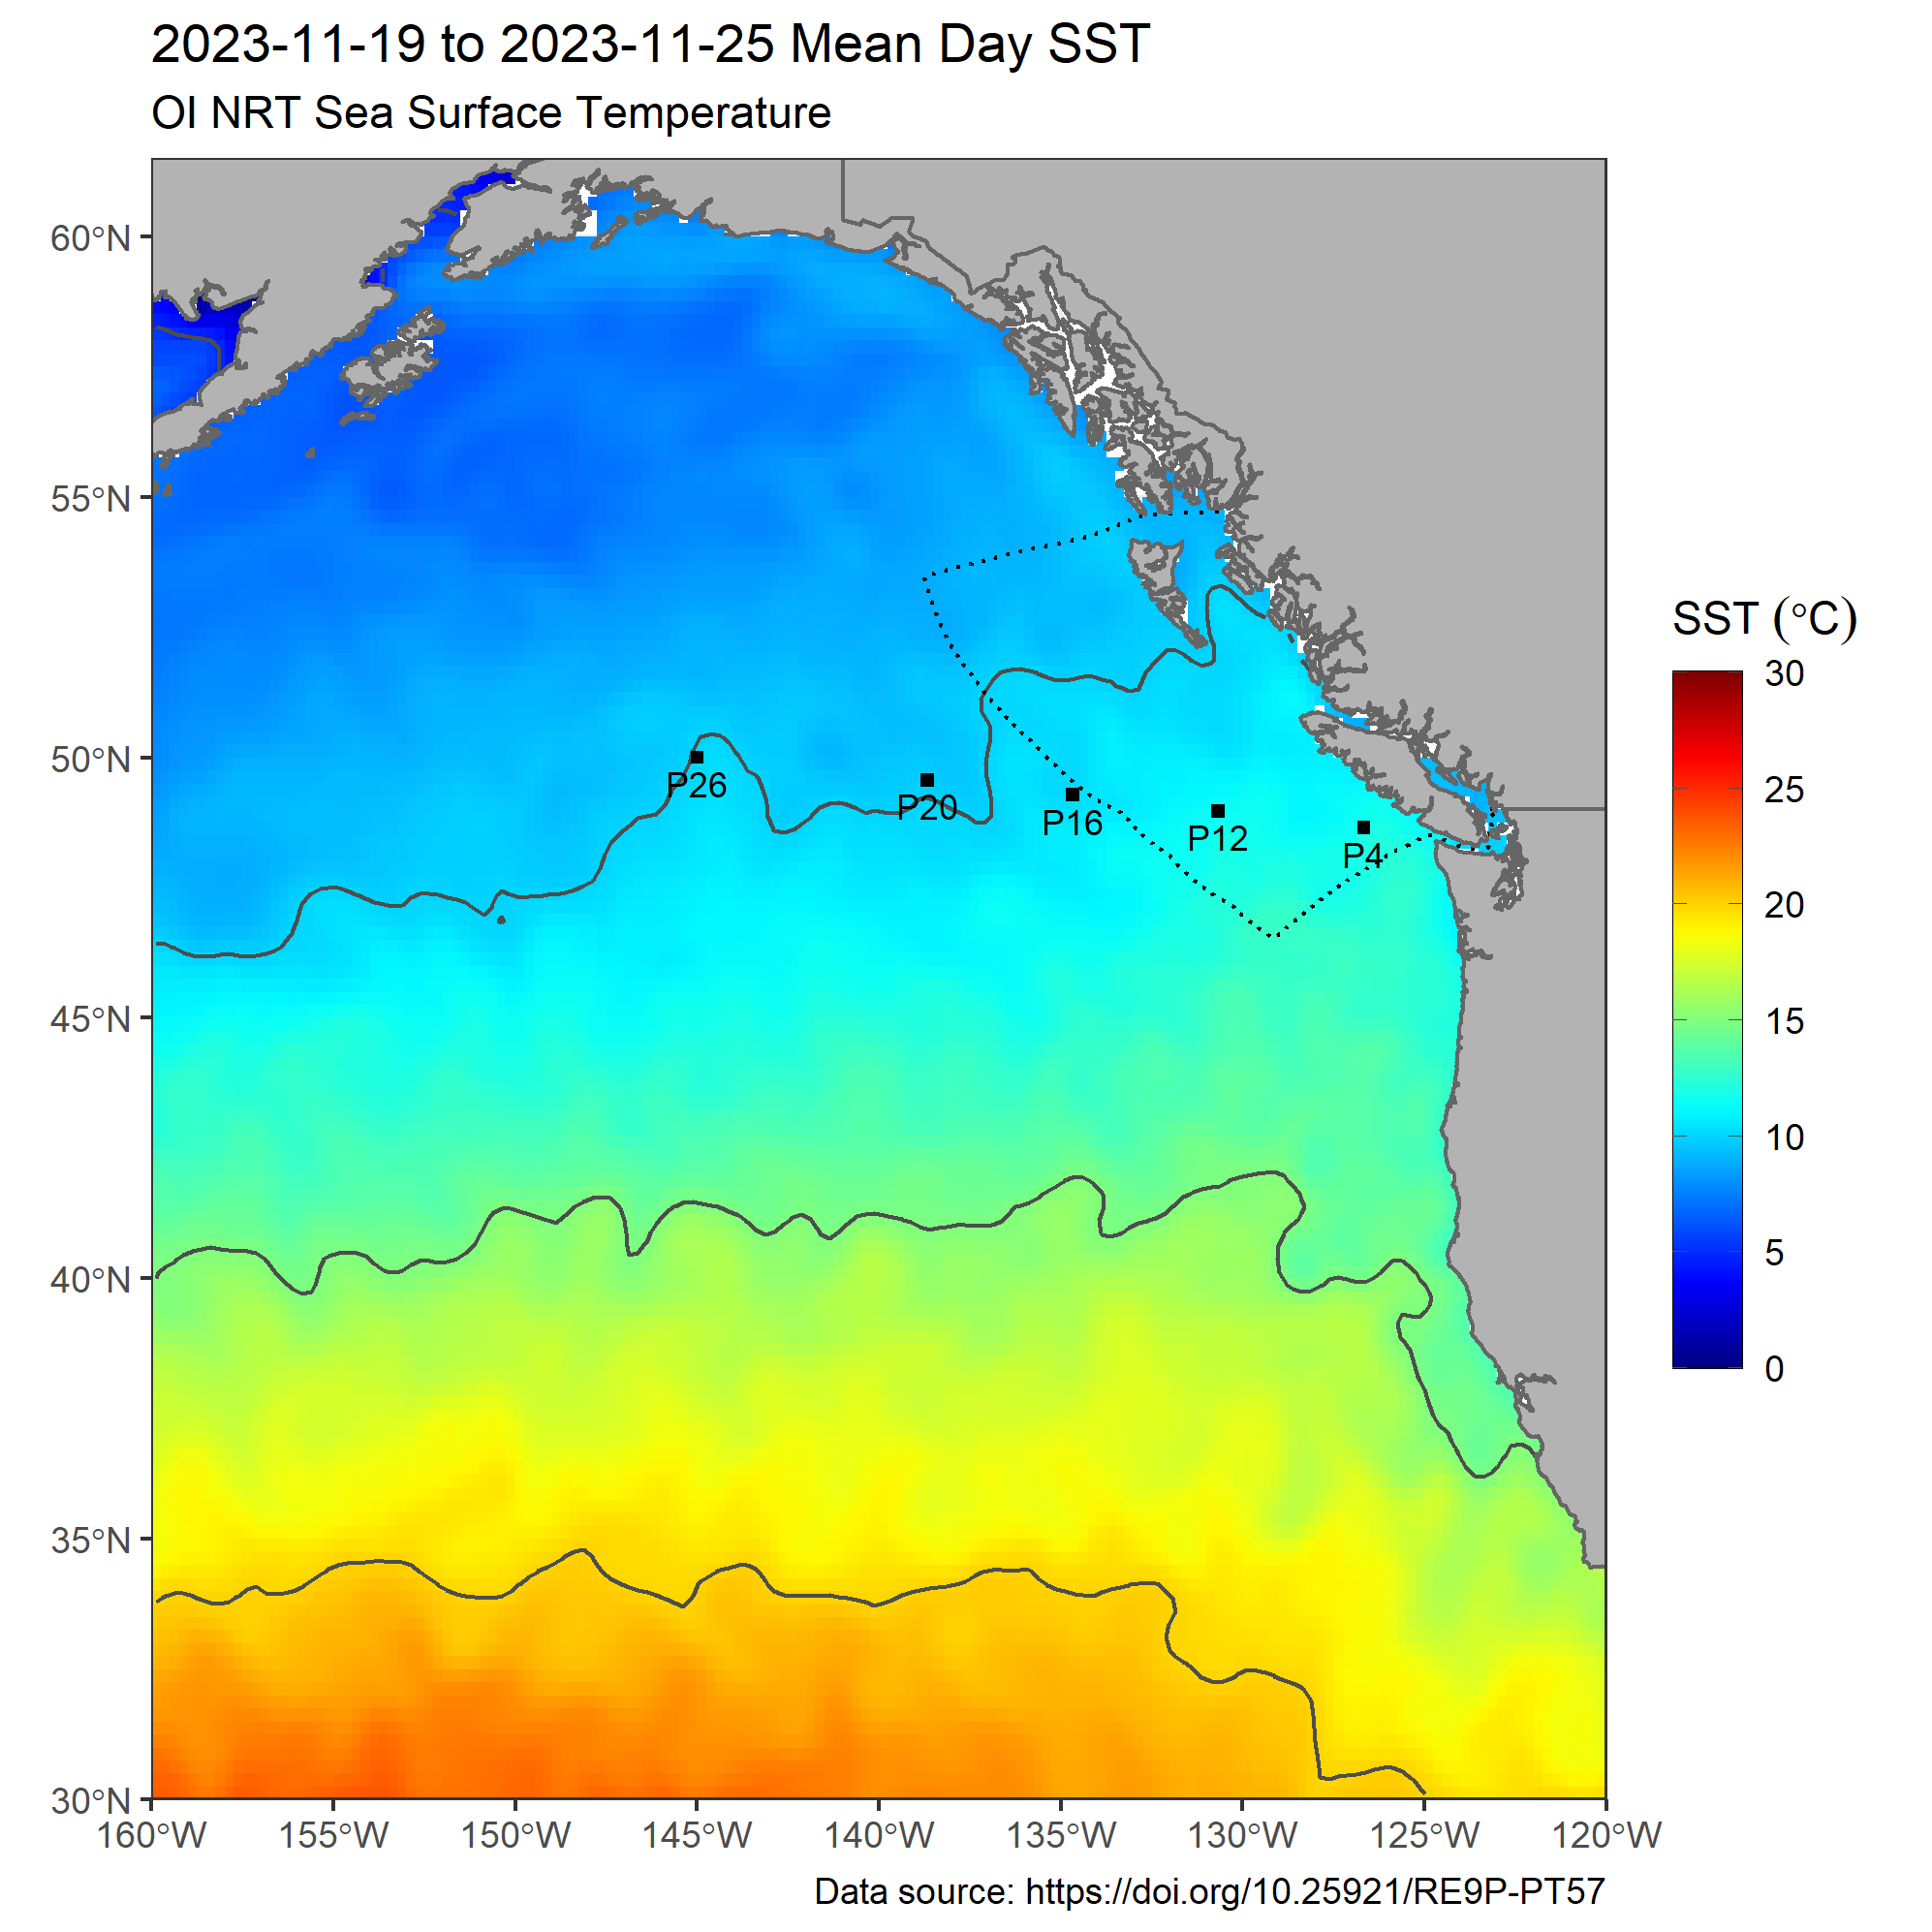 2023-11-19 to 2023-11-25 Mean Day SST
OI NRT Sea Surface Temperature
60°N
55°N
50°N
45°N
40°N
35°N
30°N
P26
P20
P16
P12
P4
160°W 155°W 150°W 145°W 140°W 135°W 130°W 125°W 120°W
SST (°C)
30
25
20
15
10
5
0
Data source: https://doi.org/10.25921/RE9P-PT57